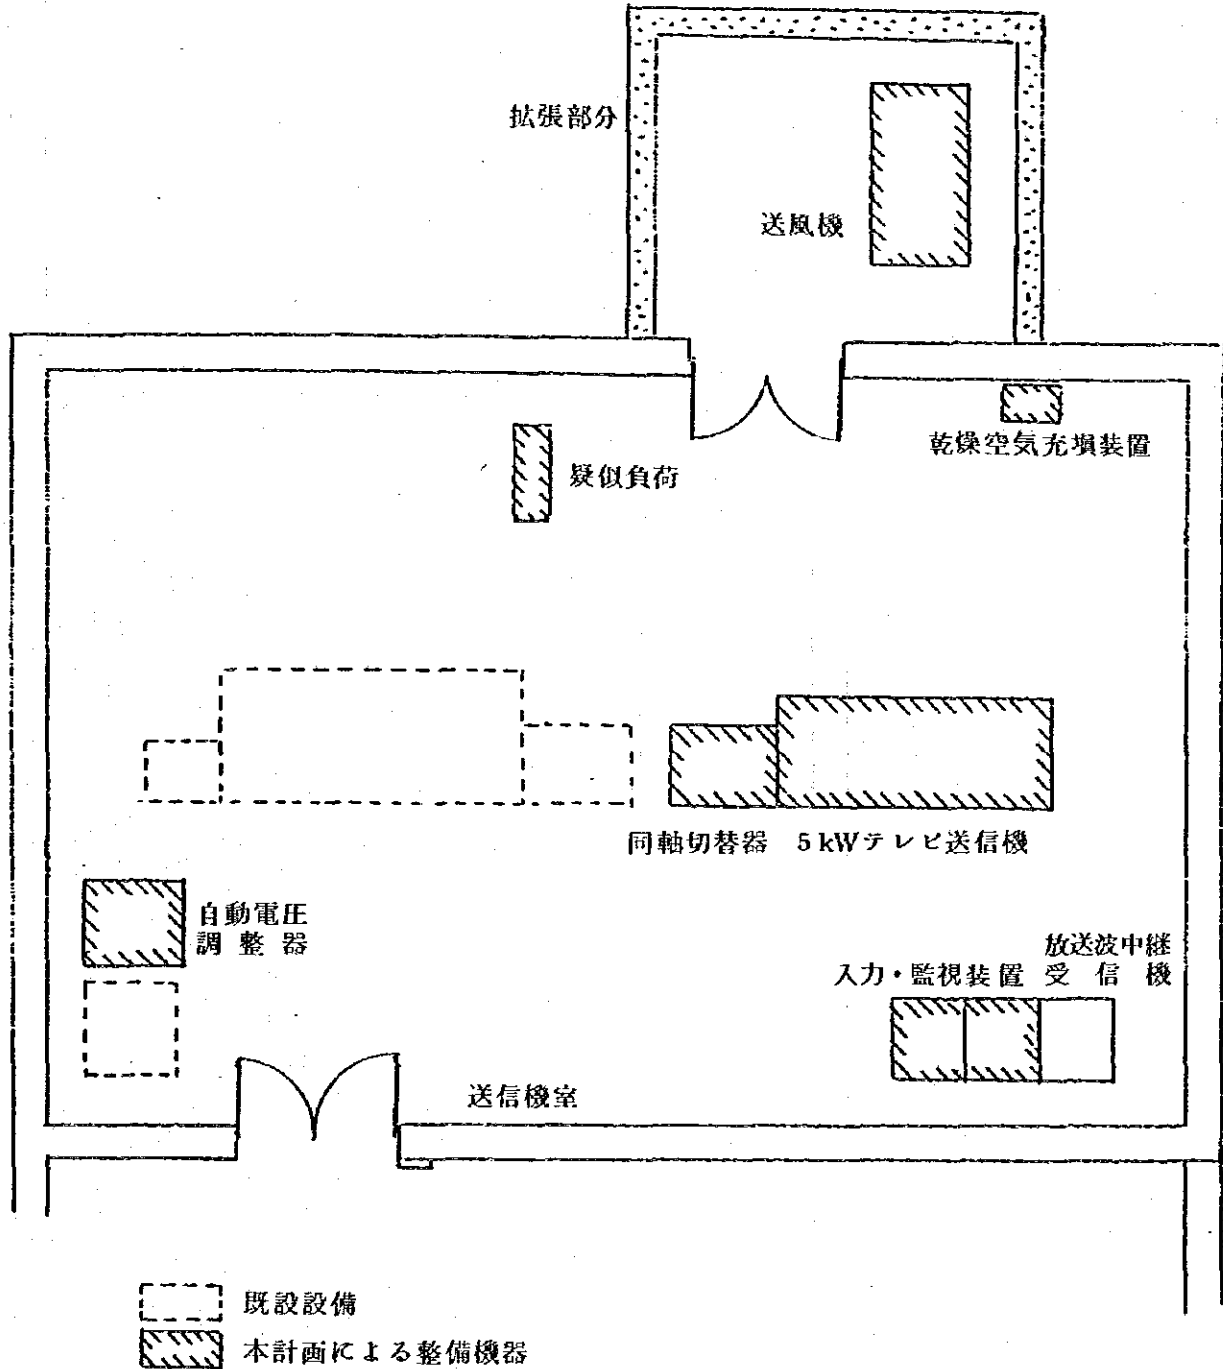 拡張部分
送風機
乾燥空気充塡装置
疑似負荷
同軸切替器 5kWテレビ送信機
自動電圧
調整器
放送波中継
入力・監視装置 受信機
送信機室
既設設備
本計画による整備機器